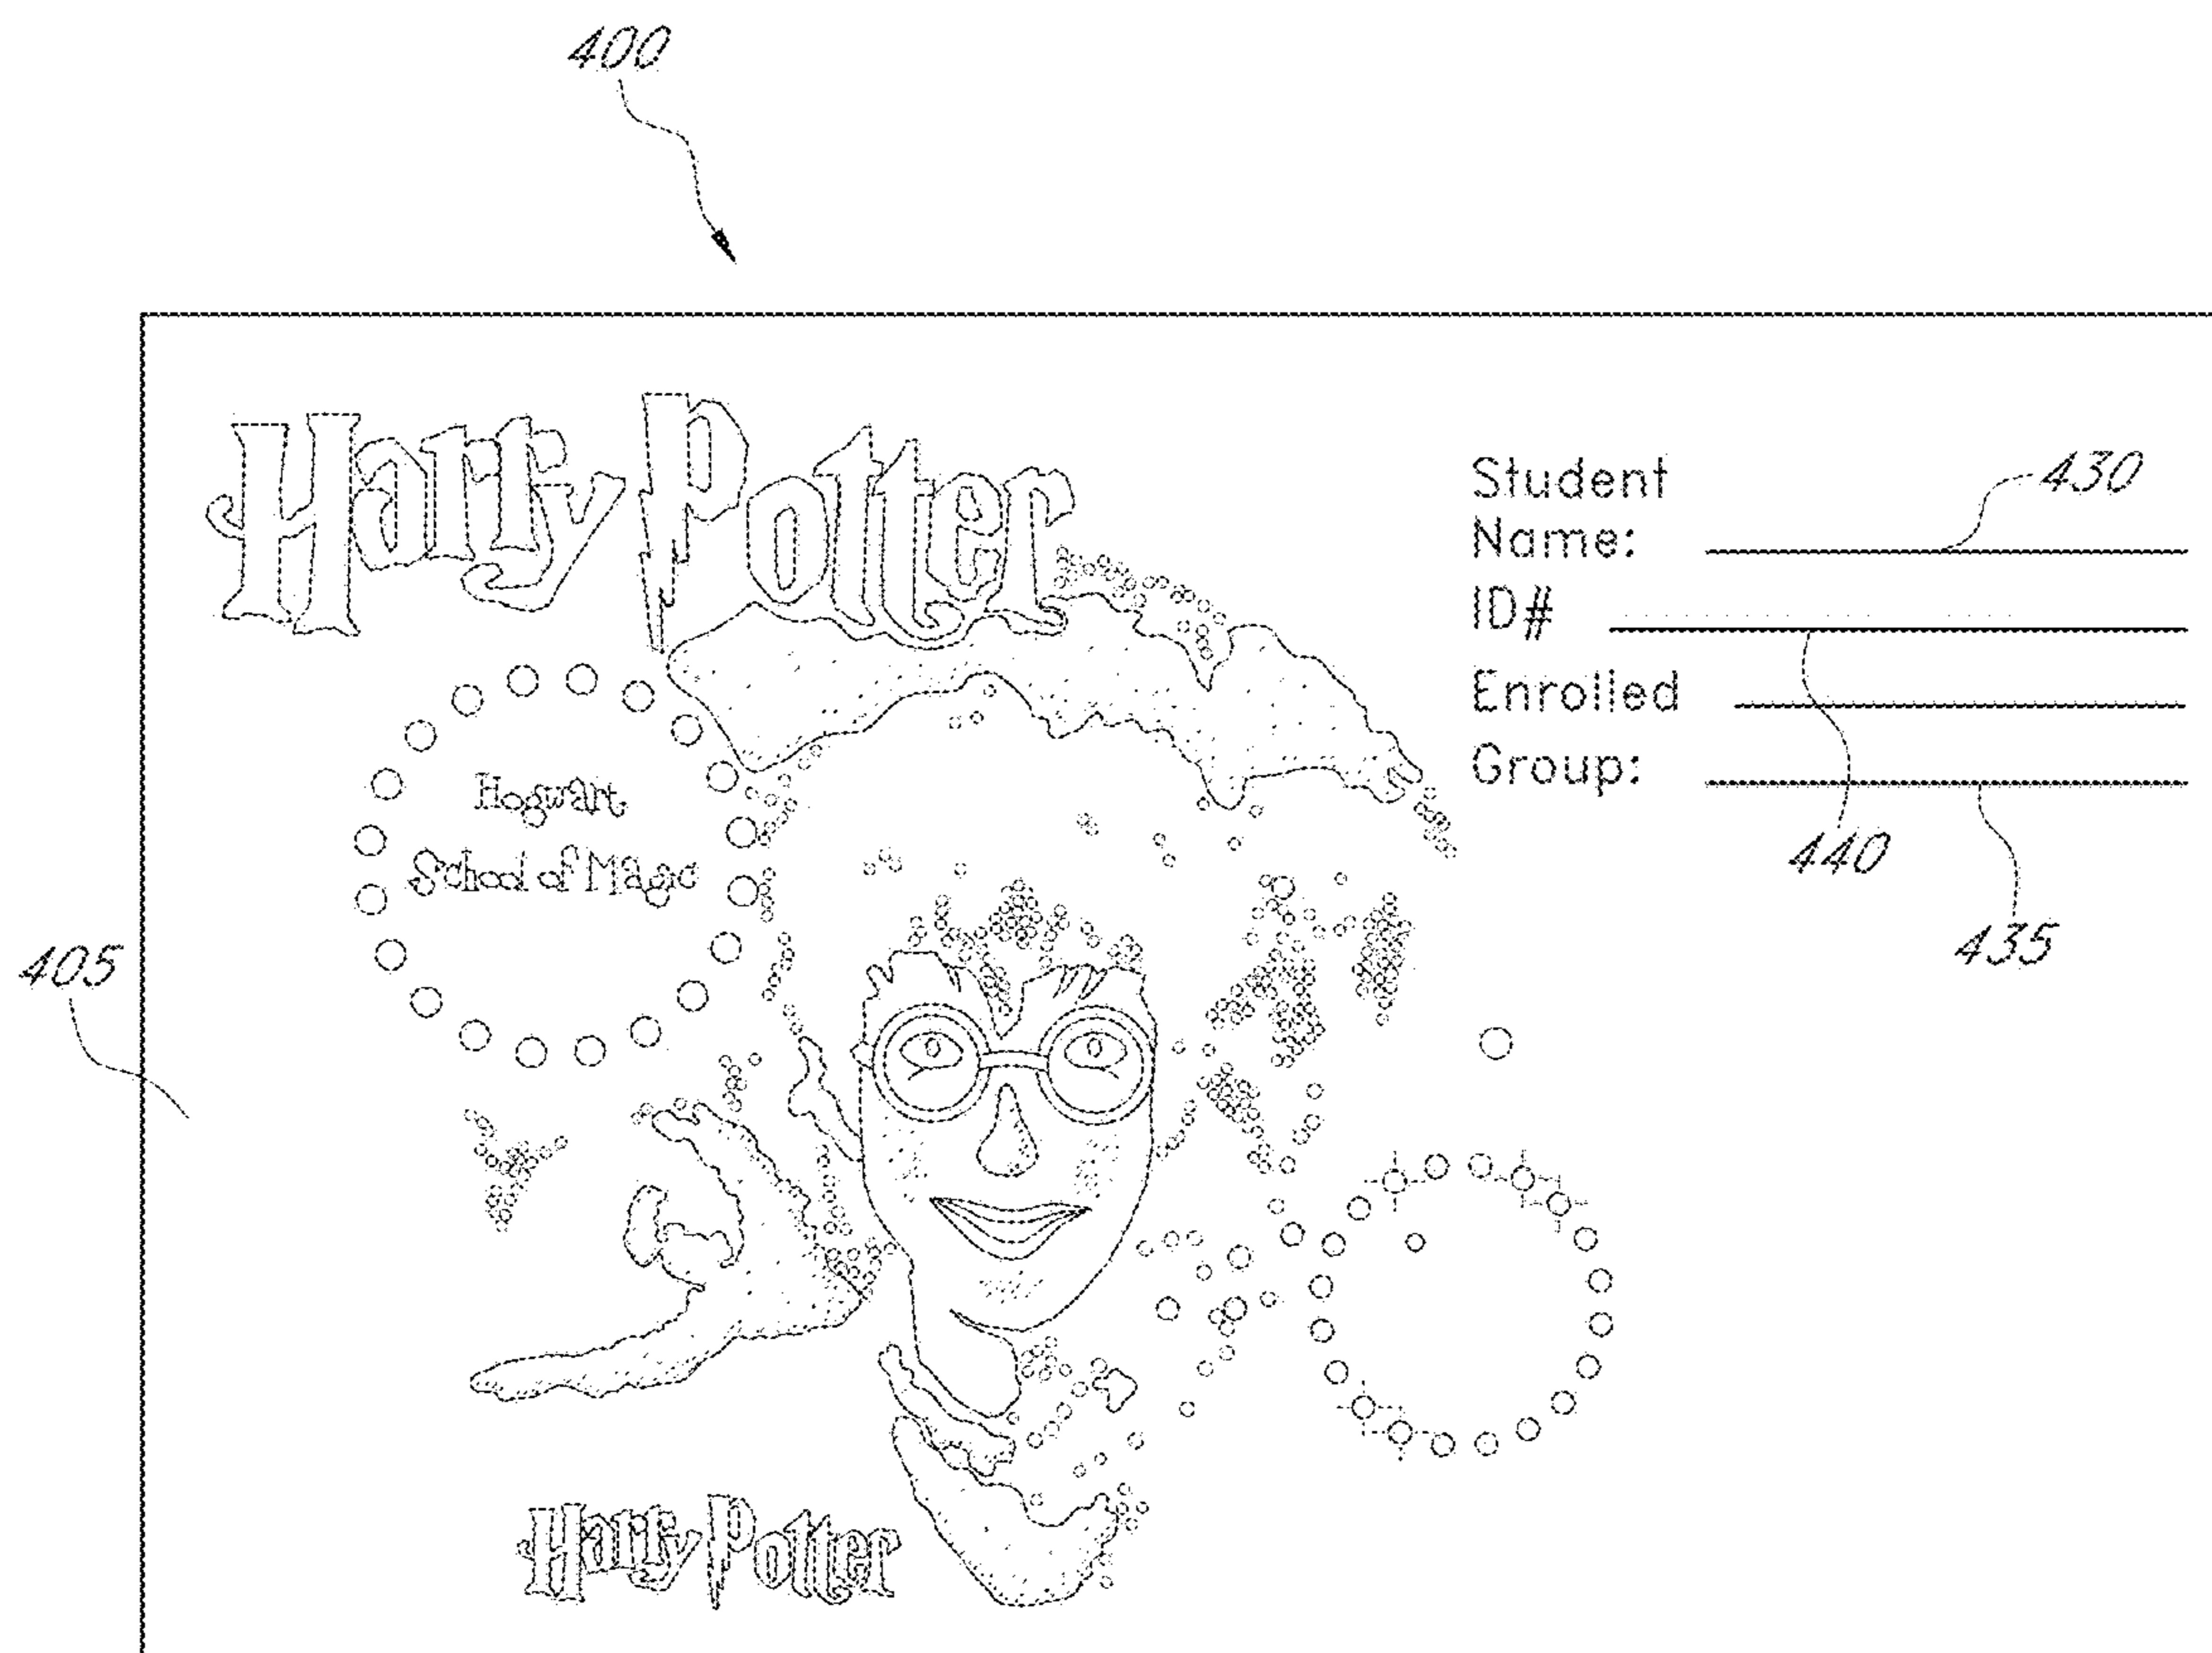 400
Harry Potter
Student
Name:
430
ID#
Enrolled
Group:
440
435
Hogwart
School of Magic
405
Harry Potter